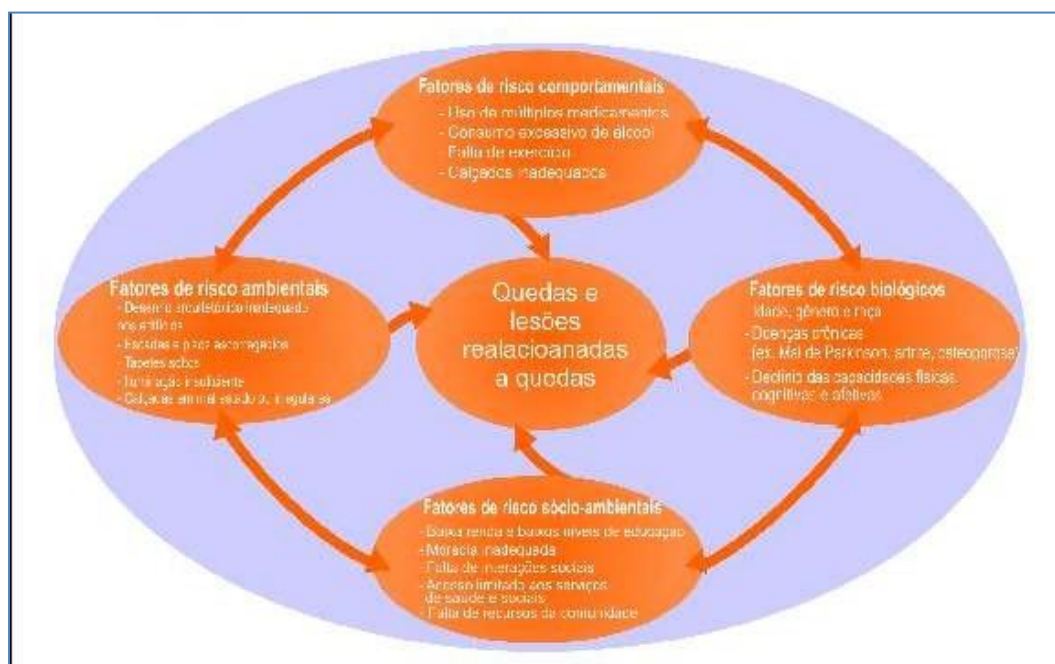 Fatores de risco comportamentais
- Uso de múltiplos medicamentos
- Consumo excessivo de álcool
- Falta de exercício
- Calçados inadequados
Fatores de risco ambientais
- Desenho arquitetônico inadequado
nos edifícios
- Escadas e pisos escorregadios
- Tapetes soltos
- Iluminação insuficiente
- Calçadas em mal estado ou irregulares
Quedas e
lesões
realacioanadas
a quedas
Fatores de risco biológicos
Idade, gênero e raça
- Doenças crônicas
(ex. Mal de Parkinson, artrite, osteoporose)
- Declínio das capacidades físicas,
cognitivas e afetivas
Fatores de risco sócio-ambientais
- Baixa renda e baixos níveis de educação
- Moradia inadequada
- Falta de interações sociais
- Acesso limitado aos serviços
de saúde e sociais
- Falta de recursos da comunidade